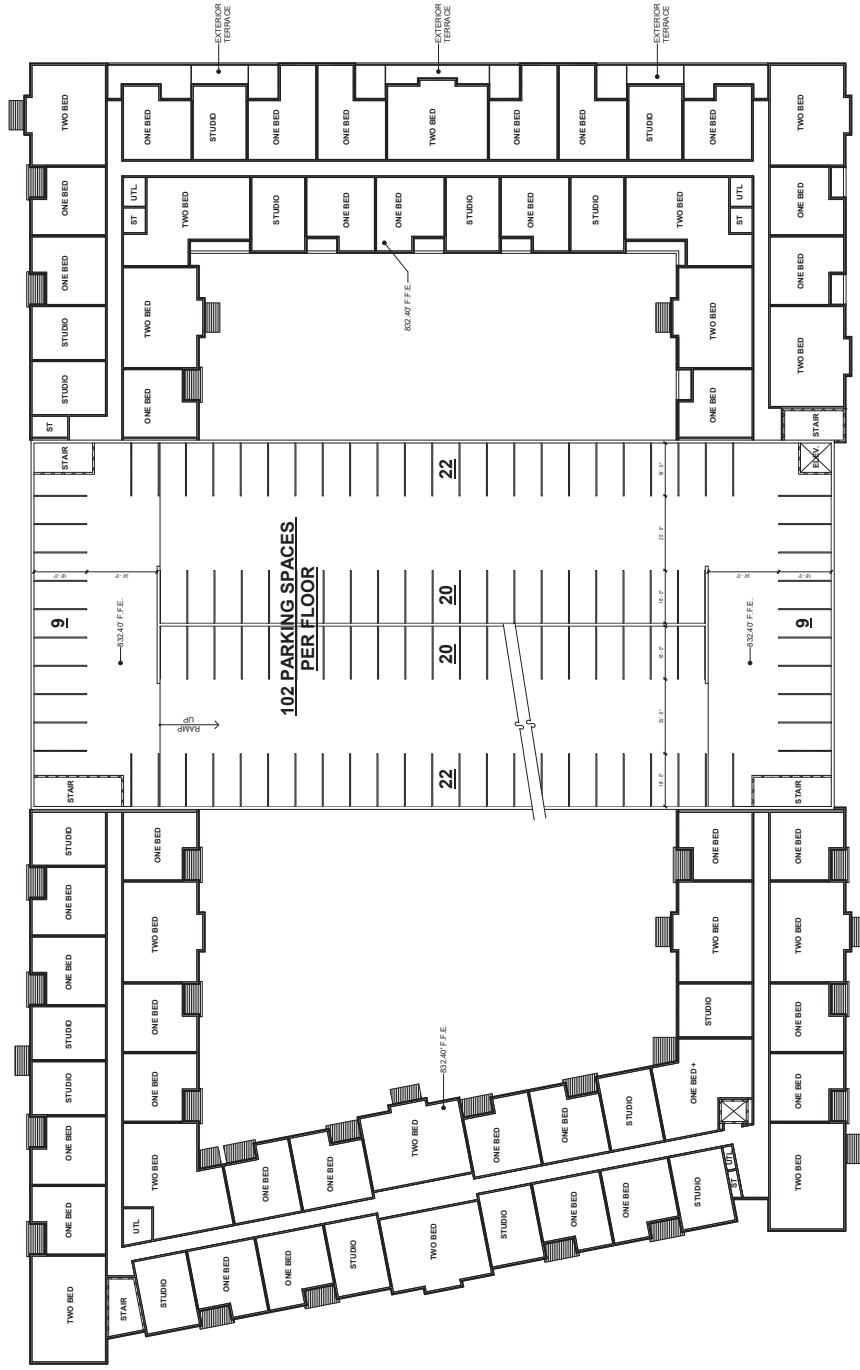 EXTERIOR
TERRACE
EXTERIOR
TERRACE
EXTERIOR
TERRACE
TWO BED
ONE BED
STUDIO
ONE BED
ONE BED
TWO BED
ONE BED
ONE BED
STUDIO
ONE BED
TWO BED
ONE BED
UTL
ST
TWO BED
STUDIO
ONE BED
ONE BED
STUDIO
ONE BED
STUDIO
TWO BED
UTL
ST
ONE BED
ONE BED
ONE BED
STUDIO
TWO BED
832.40' F.F.E.
TWO BED
TWO BED
STUDIO
ONE BED
ONE BED
ST
STAIR
STAIR
ELEV.
22
102 PARKING SPACES
PER FLOOR
9
832.40' F.F.E.
20
20
9
832.40' F.F.E.
RAMP
UP
22
STAIR
STAIR
STUDIO
ONE BED
ONE BED
ONE BED
ONE BED
TWO BED
TWO BED
TWO BED
ONE BED
STUDIO
ONE BED
STUDIO
ONE BED
832.40' F.F.E.
STUDIO
ONE BED
ONE BED+
ONE BED
ONE BED
TWO BED
ONE BED
ONE BED
TWO BED
ONE BED
ONE BED
STUDIO
TWO BED
ONE BED
UTL
UTL
ST
STUDIO
ONE BED
ONE BED
STUDIO
TWO BED
STUDIO
ONE BED
ONE BED
STUDIO
STAIR
TWO BED